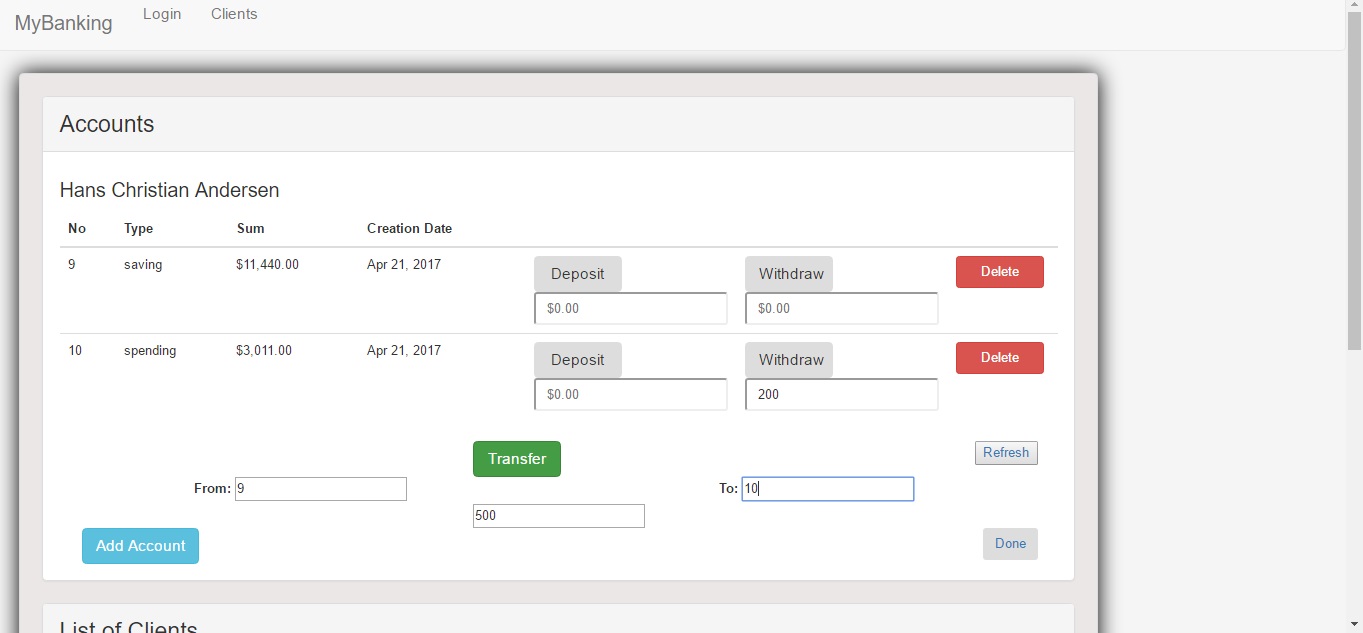 MyBanking Login Clients
Accounts
Hans Christian Andersen
No Type Sum Creation Date
9 saving $11,440.00 Apr 21, 2017 Deposit Withdraw Delete
$0.00 $0.00
10 spending $3,011.00 Apr 21, 2017 Deposit Withdraw Delete
$0.00 200
Transfer Refresh
From: 9 To: 10
500
Add Account Done
List of Clients